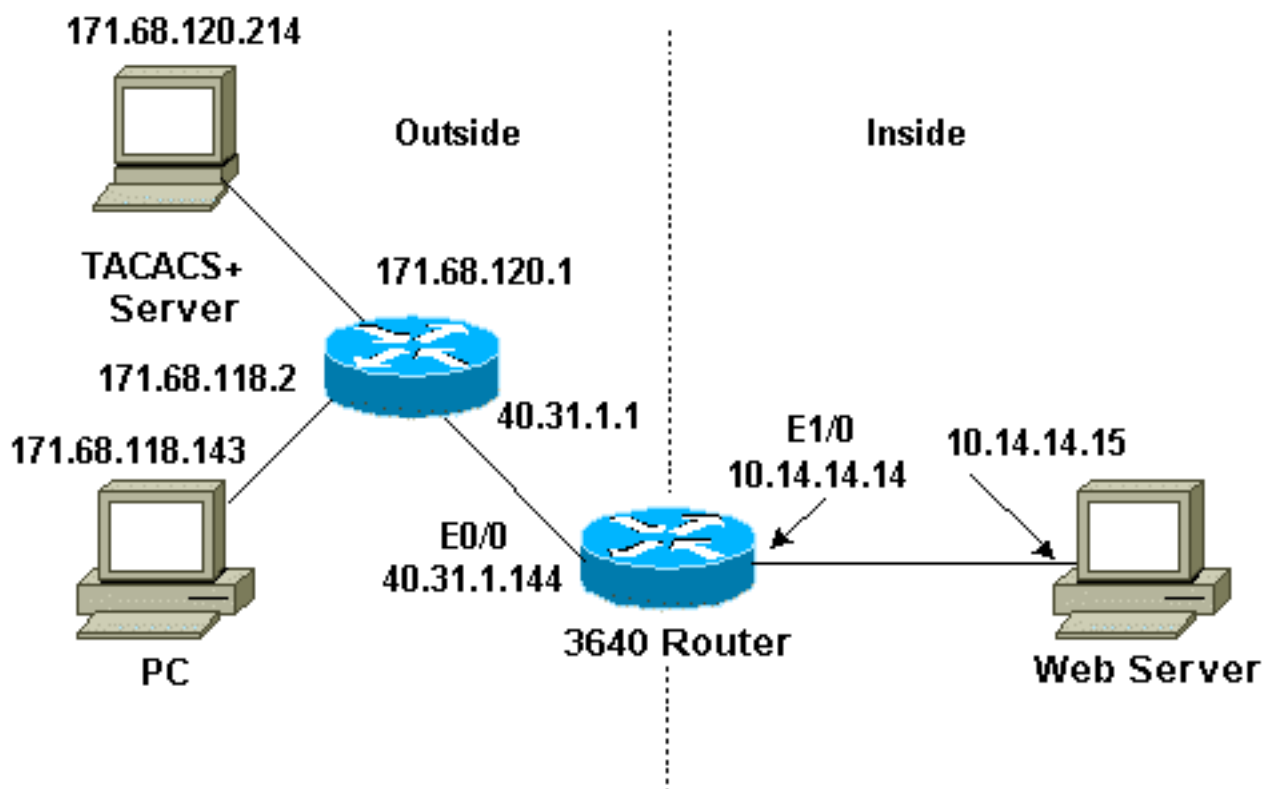 171.68.120.214
Outside
Inside
TACACS+
Server
171.68.120.1
171.68.118.2
40.31.1.1
171.68.118.143
E1/0
10.14.14.14
10.14.14.15
E0/0
40.31.1.144
3640 Router
PC
Web Server